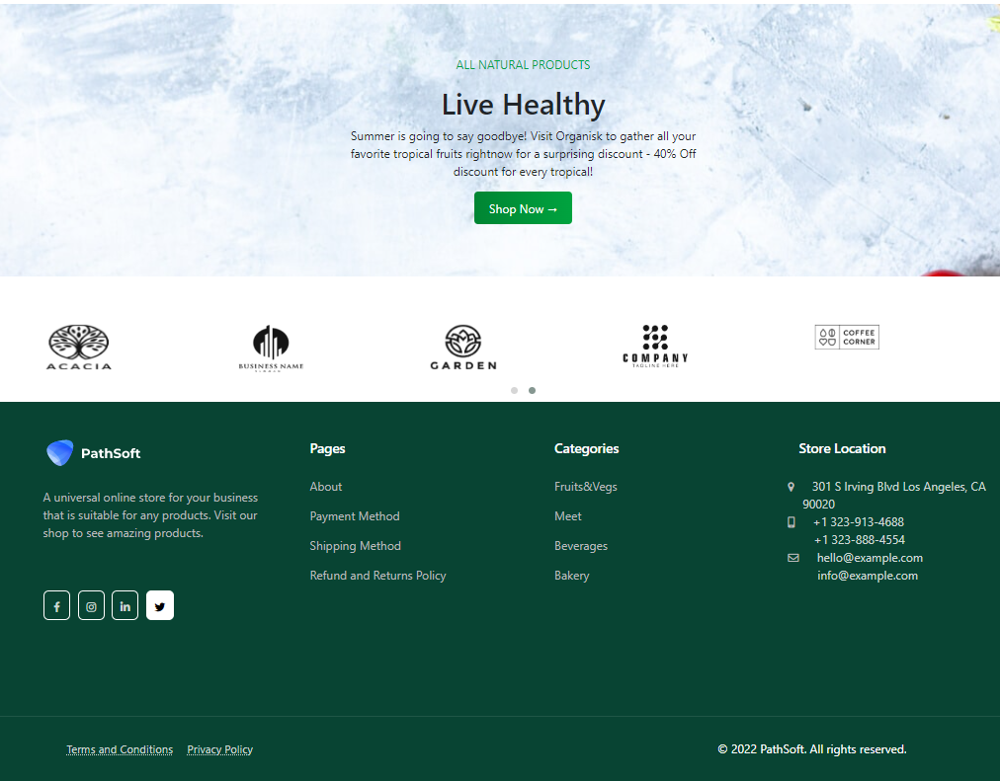 ALL NATURAL PRODUCTS
Live Healthy
Summer is going to say goodbye! Visit Organisk to gather all your
favorite tropical fruits rightnow for a surprising discount - 40% Off
discount for every tropical!
Shop Now →
ACACIA
BUSINESS NAME
GARDEN
COMPANY
TAGLINE HERE
COFFEE
CORNER
PathSoft
A universal online store for your business
that is suitable for any products. Visit our
shop to see amazing products.
Pages
About
Payment Method
Shipping Method
Refund and Returns Policy
Categories
Fruits&Vegs
Meet
Beverages
Bakery
Store Location
301 S Irving Blvd Los Angeles, CA
90020
+1 323-913-4688
+1 323-888-4554
hello@example.com
info@example.com
Terms and Conditions Privacy Policy
© 2022 PathSoft. All rights reserved.